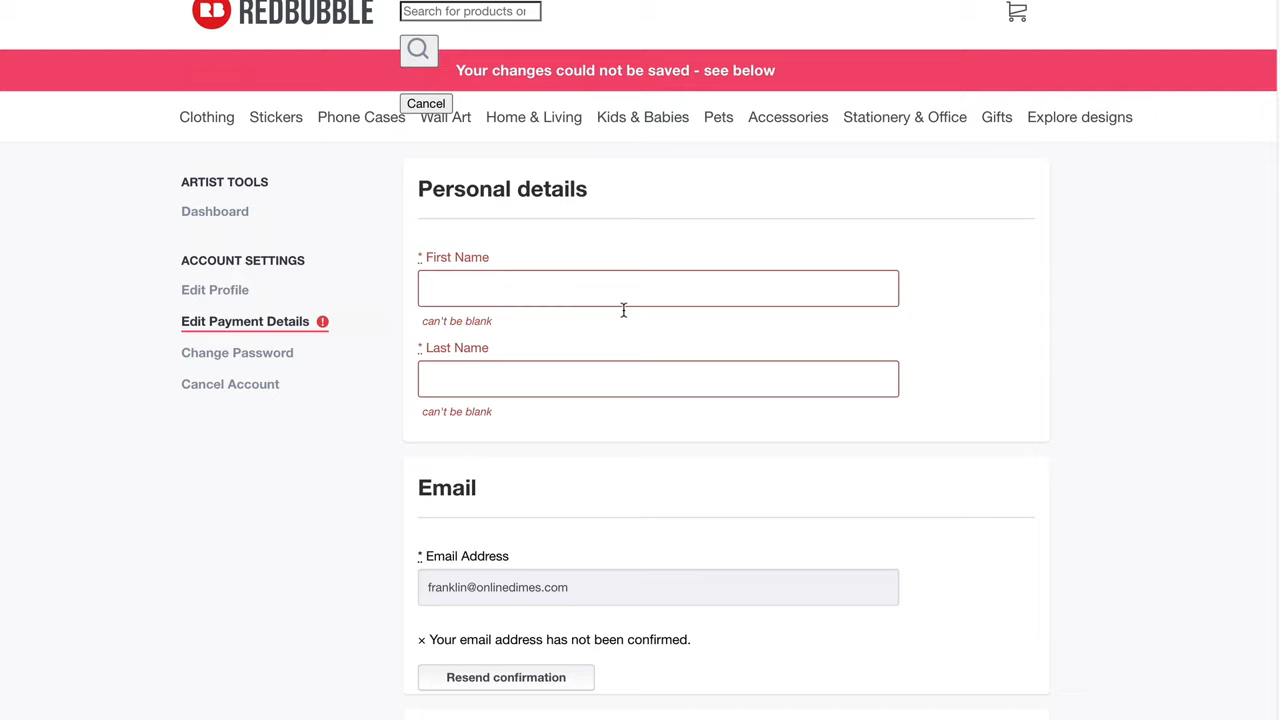 RB REDBUBBLE
Search for products or
Your changes could not be saved - see below
Cancel
Clothing Stickers Phone Cases Wall Art Home & Living Kids & Babies Pets Accessories Stationery & Office Gifts Explore designs
ARTIST TOOLS
Dashboard
ACCOUNT SETTINGS
Edit Profile
Edit Payment Details !
Change Password
Cancel Account
Personal details
* First Name
can't be blank
* Last Name
can't be blank
Email
* Email Address
franklin@onlinedimes.com
× Your email address has not been confirmed.
Resend confirmation